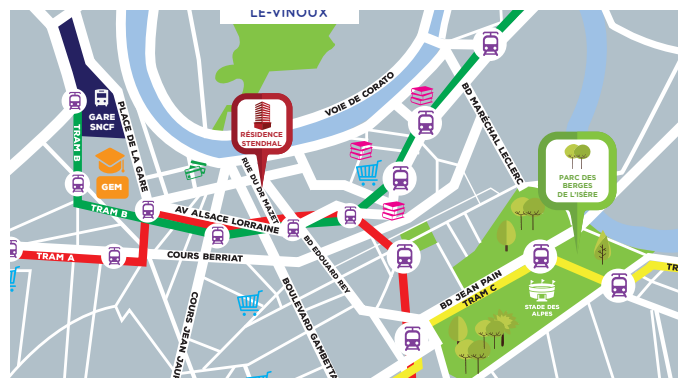 LE-VINOUX
VOIE DE CORATO
BD MARÉCHAL LECLERC
GARE
SNCF
PLACE DE LA GARE
RÉSIDENCE
STENDHAL
TRAM B
GEM
RUE DU DR MAZET
PARC DES
BERGES
DE L'ISÈRE
TRAM B
AV ALSACE LORRAINE
TRAM A
COURS BERRIAT
BD EDOUARD REY
BD JEAN PAIN
TRAM C
STADE DES
ALPES
TR
COURS JEAN JAU
BOULEVARD GAMBETTA